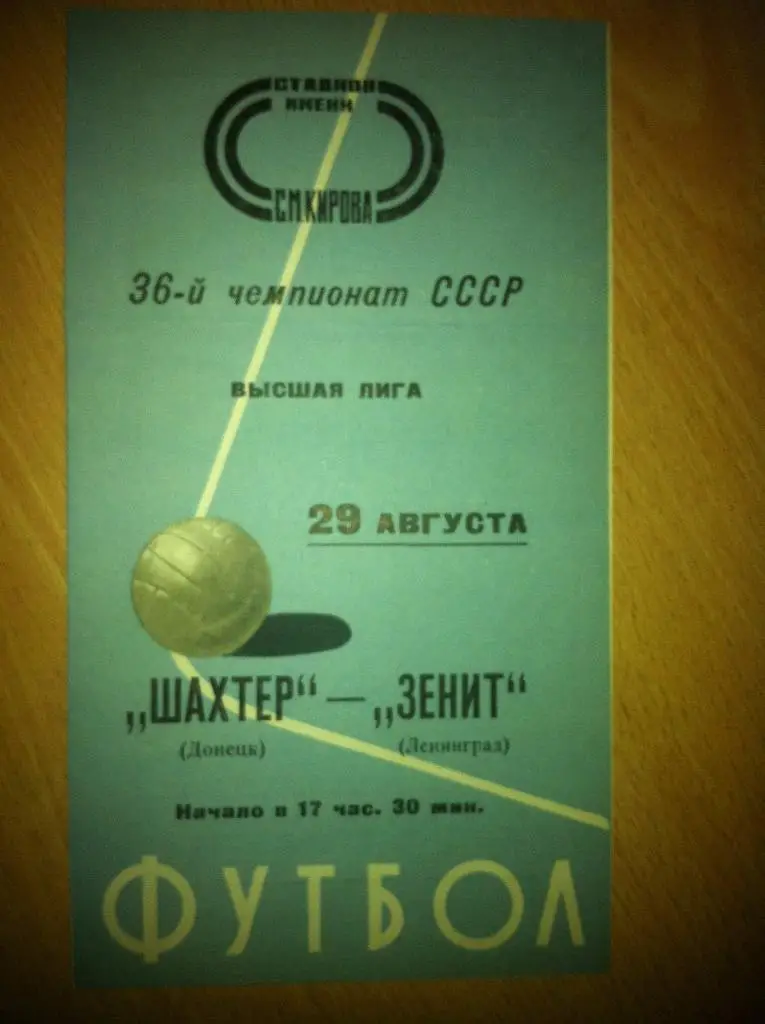 СТАДИОН
ИМЕНИ
С.М.КИРОВА
36-й чемпионат СССР
ВЫСШАЯ ЛИГА
29 АВГУСТА
„ШАХТЕР“ — „ЗЕНИТ“
(Донецк) (Ленинград)
Начало в 17 час. 30 мин.
ФУТБОЛ